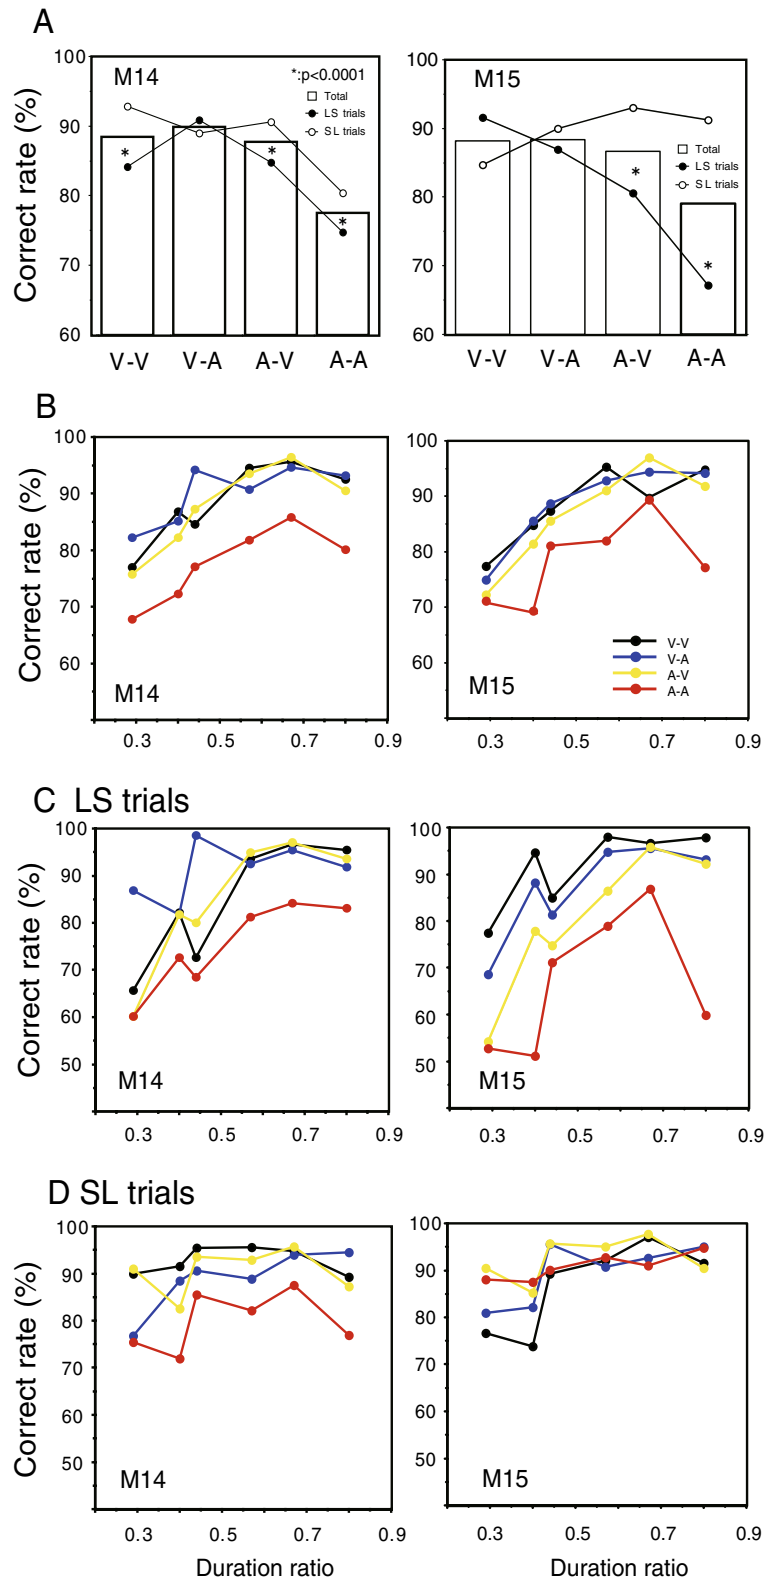 A
Correct rate (%)
100
90
80
70
60
M14
*:p<0.0001
Total
LS trials
SL trials
*
*
*
V-V
V-A
A-V
A-A
100
90
80
70
60
M15
Total
LS trials
SL trials
*
*
V-V
V-A
A-V
A-A
B
Correct rate (%)
100
90
80
70
60
M14
0.3
0.5
0.7
0.9
100
90
80
70
60
M15
V-V
V-A
A-V
A-A
0.3
0.5
0.7
0.9
C LS trials
Correct rate (%)
100
90
80
70
60
50
M14
0.3
0.5
0.7
0.9
100
90
80
70
60
50
M15
0.3
0.5
0.7
0.9
D SL trials
Correct rate (%)
100
90
80
70
60
50
M14
0.3
0.5
0.7
0.9
Duration ratio
100
90
80
70
60
50
M15
0.3
0.5
0.7
0.9
Duration ratio